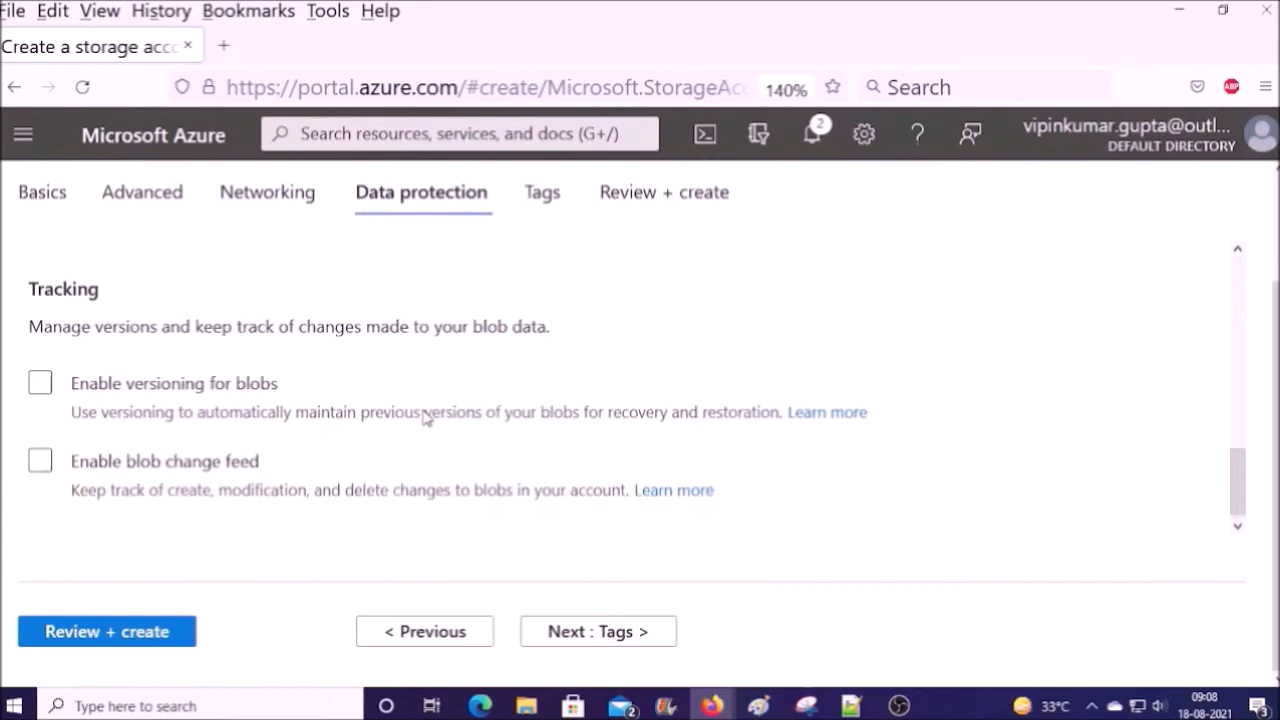 File Edit View History Bookmarks Tools Help
Create a storage acco
https://portal.azure.com/#create/Microsoft.StorageAcc 140% Search
Microsoft Azure Search resources, services, and docs (G+/) 2 vipinkumar.gupta@outl...
DEFAULT DIRECTORY
Basics Advanced Networking Data protection Tags Review + create
Tracking
Manage versions and keep track of changes made to your blob data.
Enable versioning for blobs
Use versioning to automatically maintain previous versions of your blobs for recovery and restoration. Learn more
Enable blob change feed
Keep track of create, modification, and delete changes to blobs in your account. Learn more
Review + create < Previous Next : Tags >
Type here to search 2 33°C 09:08
18-08-2021 3